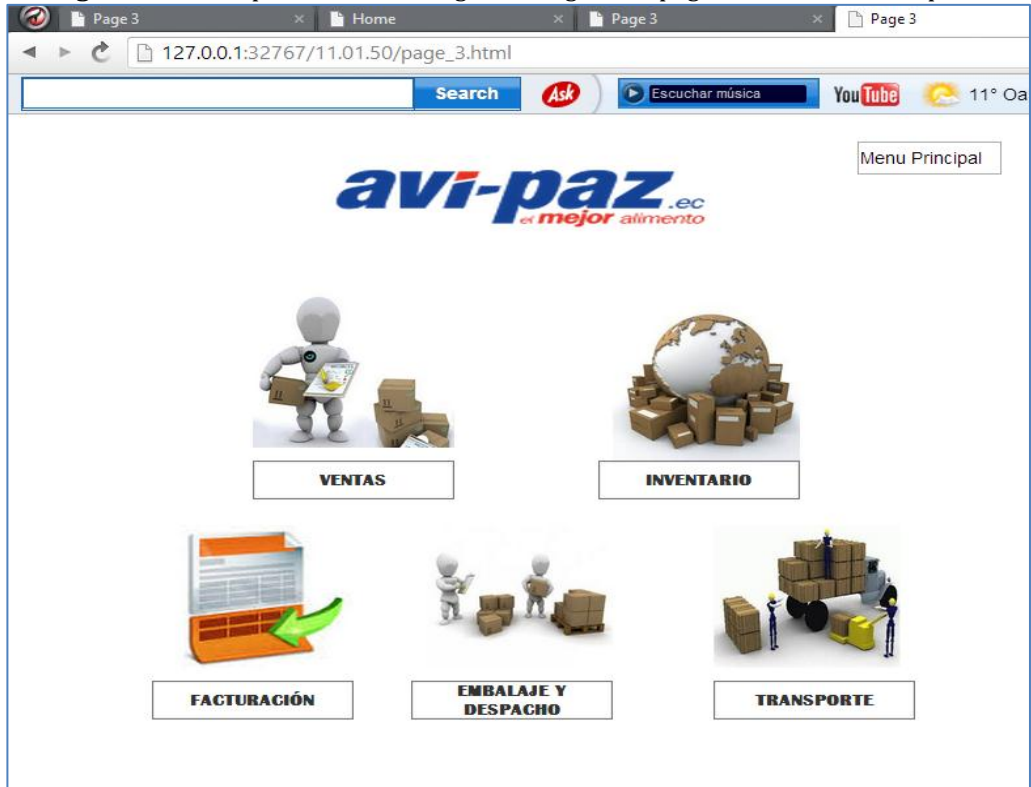 Page 3
Home
Page 3
Page 3
127.0.0.1:32767/11.01.50/page_3.html
Search
Ask
Escuchar música
YouTube
11° Oa
Menu Principal
avi-paz.ec
el mejor alimento
VENTAS
INVENTARIO
FACTURACIÓN
EMBALAJE Y
DESPACHO
TRANSPORTE